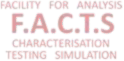 FACILITY FOR ANALYSIS
F.A.C.T.S
CHARACTERISATION
TESTING SIMULATION